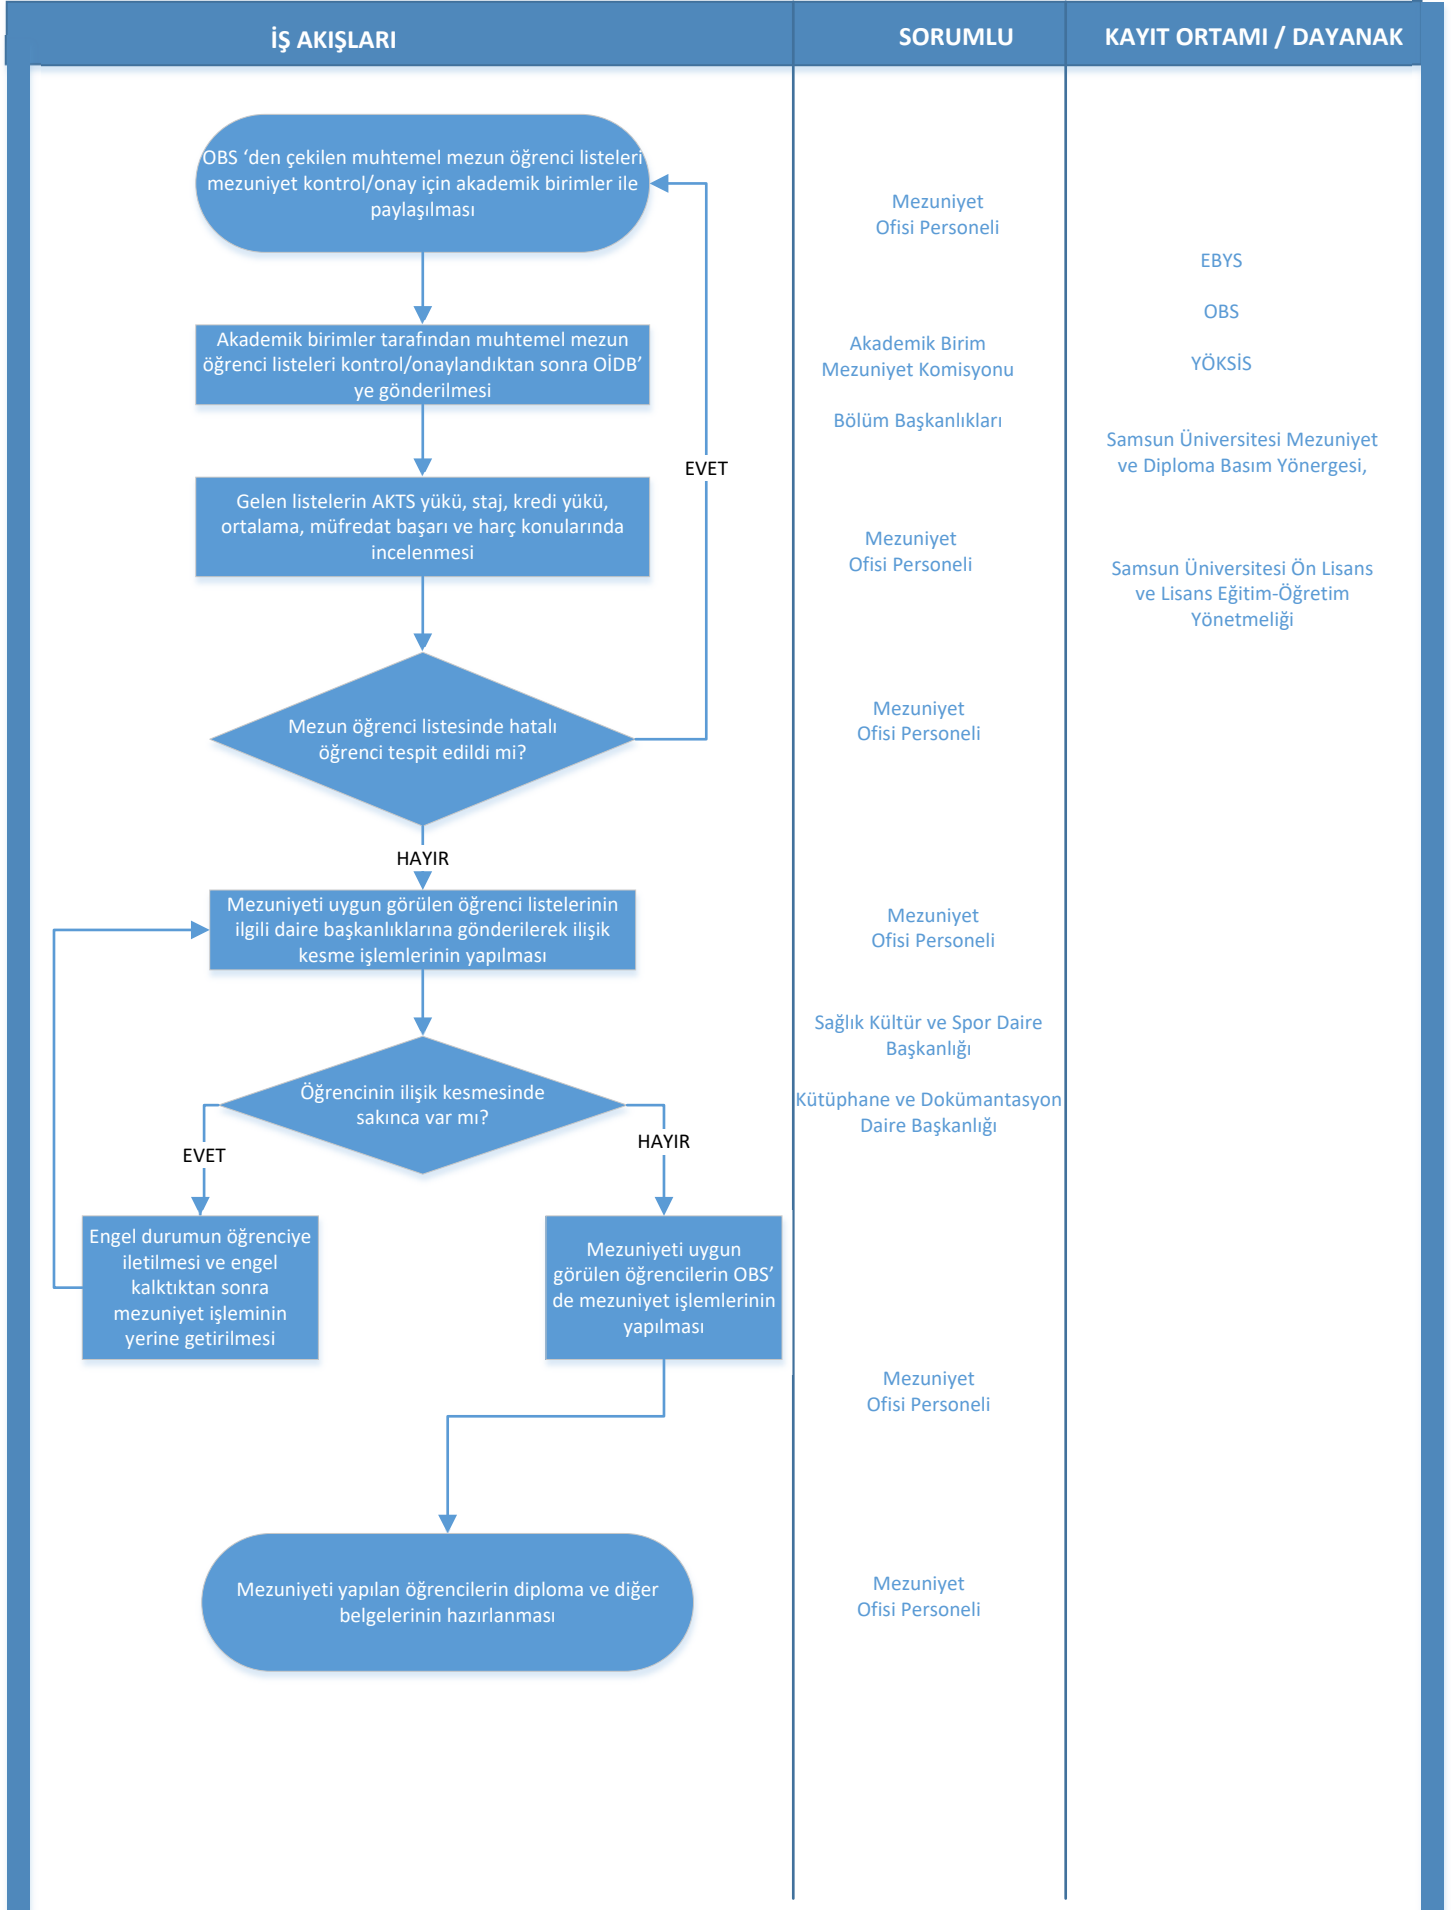 İŞ AKIŞLARI
SORUMLU
KAYIT ORTAMI / DAYANAK
OBS ‘den çekilen muhtemel mezun öğrenci listeleri
mezuniyet kontrol/onay için akademik birimler ile
paylaşılması
Mezuniyet
Ofisi Personeli
EBYS
OBS
YÖKSİS
Akademik birimler tarafından muhtemel mezun
öğrenci listeleri kontrol/onaylandıktan sonra OİDB’
ye gönderilmesi
Akademik Birim
Mezuniyet Komisyonu
Bölüm Başkanlıkları
Samsun Üniversitesi Mezuniyet
ve Diploma Basım Yönergesi,
EVET
Gelen listelerin AKTS yükü, staj, kredi yükü,
ortalama, müfredat başarı ve harç konularında
incelenmesi
Mezuniyet
Ofisi Personeli
Samsun Üniversitesi Ön Lisans
ve Lisans Eğitim-Öğretim
Yönetmeliği
Mezun öğrenci listesinde hatalı
öğrenci tespit edildi mi?
Mezuniyet
Ofisi Personeli
HAYIR
Mezuniyeti uygun görülen öğrenci listelerinin
ilgili daire başkanlıklarına gönderilerek ilişik
kesme işlemlerinin yapılması
Mezuniyet
Ofisi Personeli
Sağlık Kültür ve Spor Daire
Başkanlığı
Öğrencinin ilişik kesmesinde
sakınca var mı?
Kütüphane ve Dokümantasyon
Daire Başkanlığı
EVET
HAYIR
Engel durumun öğrenciye
iletilmesi ve engel
kalktıktan sonra
mezuniyet işleminin
yerine getirilmesi
Mezuniyeti uygun
görülen öğrencilerin OBS’
de mezuniyet işlemlerinin
yapılması
Mezuniyet
Ofisi Personeli
Mezuniyeti yapılan öğrencilerin diploma ve diğer
belgelerinin hazırlanması
Mezuniyet
Ofisi Personeli